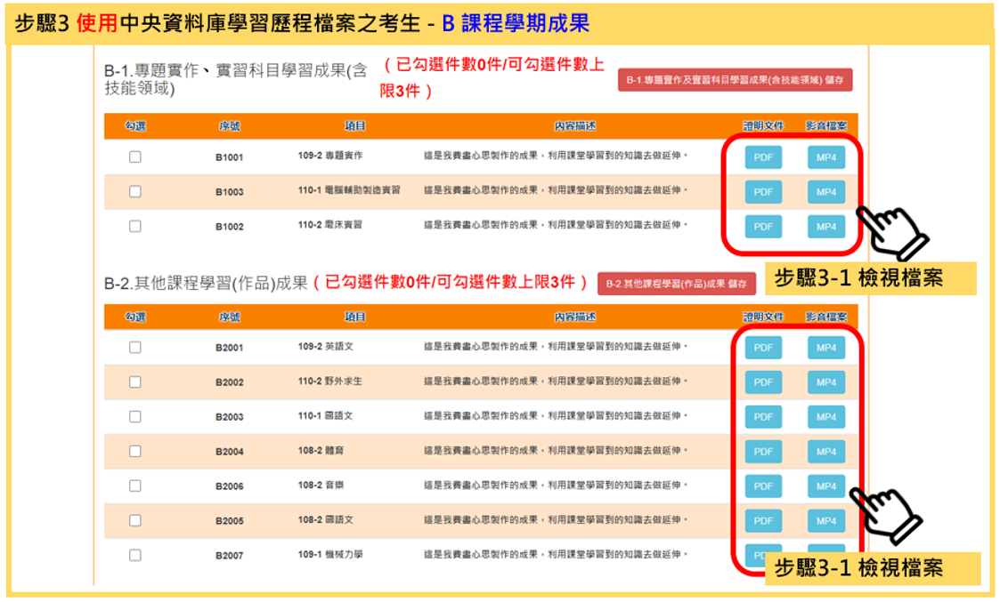 步驟3 使用中央資料庫學習歷程檔案之考生 - B 課程學期成果
B-1.專題實作、實習科目學習成果(含技能領域)
(已勾選件數0件/可勾選件數上限3件)
B-1.專題實作及實習科目學習成果(含技能領域) 儲存
勾選 序號 項目 內容描述 證明文件 影音檔案
B1001 109-2 專題實作 這是我費盡心思製作的成果，利用課堂學習到的知識去做延伸。 PDF MP4
B1003 110-1 電腦輔助製造實習 這是我費盡心思製作的成果，利用課堂學習到的知識去做延伸。 PDF MP4
B1002 110-2 磨床實習 這是我費盡心思製作的成果，利用課堂學習到的知識去做延伸。 PDF MP4
步驟3-1 檢視檔案
B-2.其他課程學習(作品)成果 (已勾選件數0件/可勾選件數上限3件) B-2.其他課程學習(作品)成果 儲存
勾選 序號 項目 內容描述 證明文件 影音檔案
B2001 109-2 英語文 這是我費盡心思製作的成果，利用課堂學習到的知識去做延伸。 PDF MP4
B2002 110-2 野外求生 這是我費盡心思製作的成果，利用課堂學習到的知識去做延伸。 PDF MP4
B2003 110-1 國語文 這是我費盡心思製作的成果，利用課堂學習到的知識去做延伸。 PDF MP4
B2004 108-2 體育 這是我費盡心思製作的成果，利用課堂學習到的知識去做延伸。 PDF MP4
B2006 108-2 音樂 這是我費盡心思製作的成果，利用課堂學習到的知識去做延伸。 PDF MP4
B2005 108-2 國語文 這是我費盡心思製作的成果，利用課堂學習到的知識去做延伸。 PDF MP4
B2007 109-1 機械力學 這是我費盡心思製作的成果，利用課堂學習到的知識去做延伸。
步驟3-1 檢視檔案